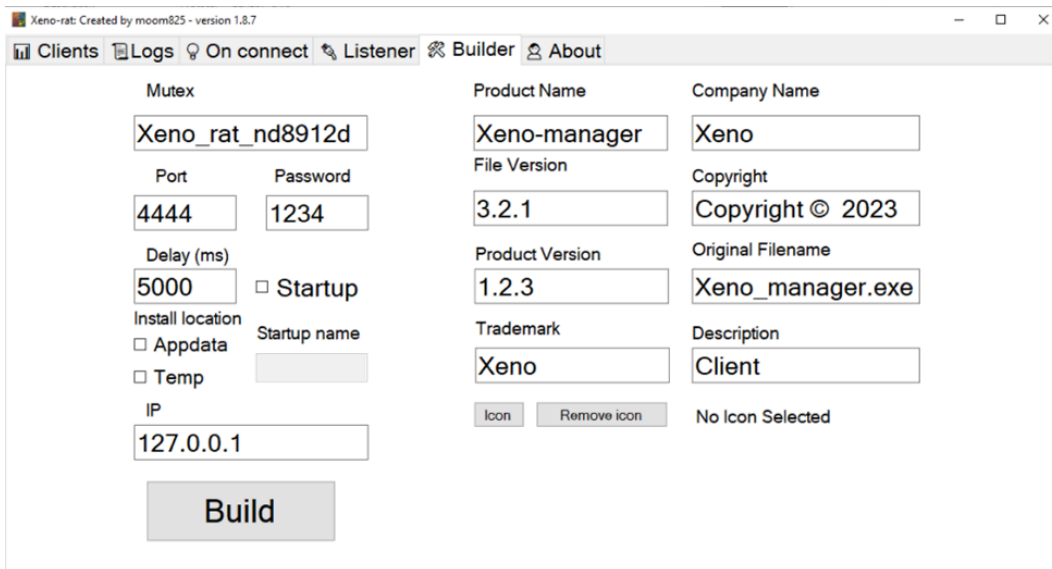 Xeno-rat: Created by moom825 - version 1.8.7
Clients Logs On connect Listener Builder About
Mutex
Xeno_rat_nd8912d
Port Password
4444 1234
Delay (ms)
5000 Startup
Install location
Appdata
Startup name
Temp
IP
127.0.0.1
Build
Product Name Company Name
Xeno-manager Xeno
File Version Copyright
3.2.1 Copyright © 2023
Product Version Original Filename
1.2.3 Xeno_manager.exe
Trademark Description
Xeno Client
Icon Remove icon No Icon Selected